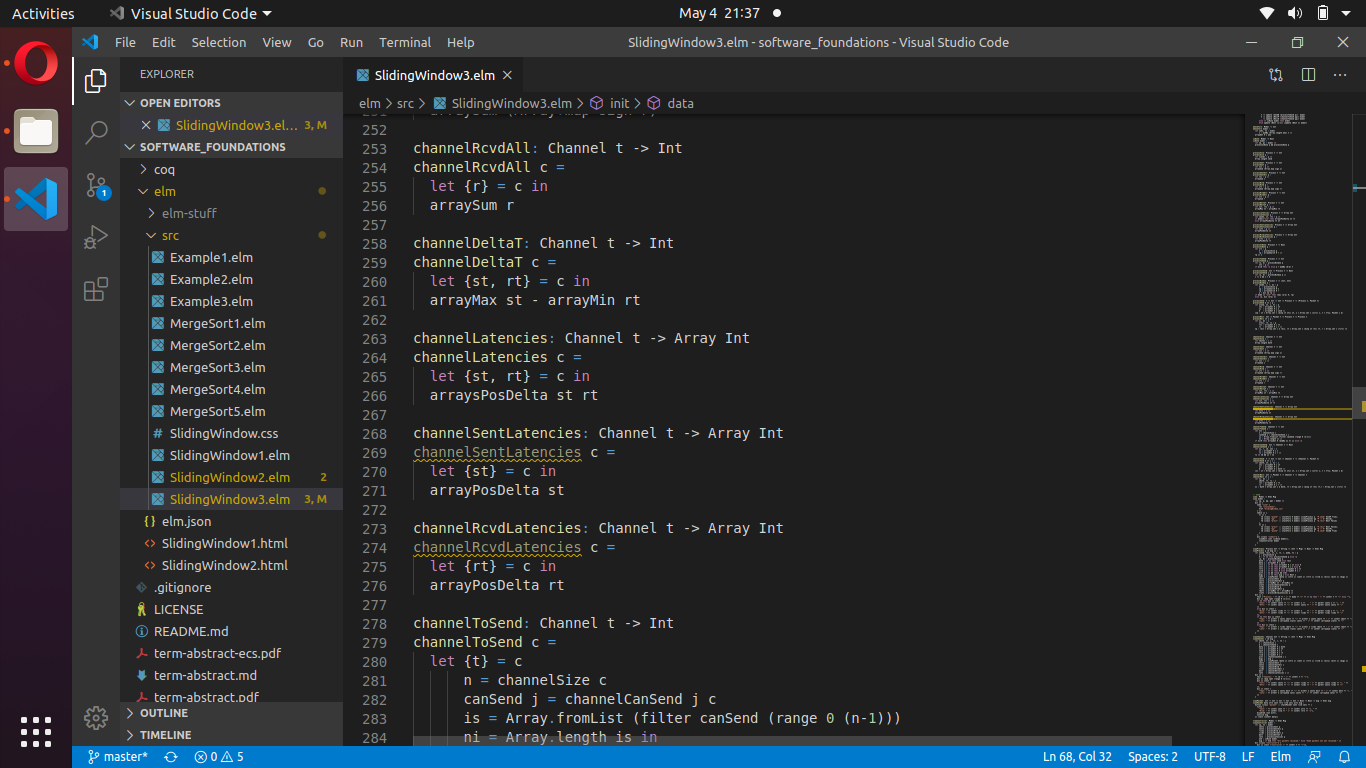 Activities
Visual Studio Code
May 4 21:37
File Edit Selection View Go Run Terminal Help
SlidingWindow3.elm - software_foundations - Visual Studio Code
EXPLORER
OPEN EDITORS
SlidingWindow3.el... 3, M
SOFTWARE_FOUNDATIONS
coq
elm
elm-stuff
src
Example1.elm
Example2.elm
Example3.elm
MergeSort1.elm
MergeSort2.elm
MergeSort3.elm
MergeSort4.elm
MergeSort5.elm
# SlidingWindow.css
SlidingWindow1.elm
SlidingWindow2.elm 2
SlidingWindow3.elm 3, M
{} elm.json
<> SlidingWindow1.html
<> SlidingWindow2.html
.gitignore
LICENSE
README.md
term-abstract-ecs.pdf
term-abstract.md
term-abstract.pdf
OUTLINE
TIMELINE
1
SlidingWindow3.elm
elm > src > SlidingWindow3.elm > init > data
252
253 channelRcvdAll: Channel t -> Int
254 channelRcvdAll c =
255 let {r} = c in
256 arraySum r
257
258 channelDeltaT: Channel t -> Int
259 channelDeltaT c =
260 let {st, rt} = c in
261 arrayMax st - arrayMin rt
262
263 channelLatencies: Channel t -> Array Int
264 channelLatencies c =
265 let {st, rt} = c in
266 arraysPosDelta st rt
267
268 channelSentLatencies: Channel t -> Array Int
269 channelSentLatencies c =
270 let {st} = c in
271 arrayPosDelta st
272
273 channelRcvdLatencies: Channel t -> Array Int
274 channelRcvdLatencies c =
275 let {rt} = c in
276 arrayPosDelta rt
277
278 channelToSend: Channel t -> Int
279 channelToSend c =
280 let {t} = c
281 n = channelSize c
282 canSend j = channelCanSend j c
283 is = Array.fromList (filter canSend (range 0 (n-1)))
284 ni = Array.length is in
master* 0 5
Ln 68, Col 32 Spaces: 2 UTF-8 LF Elm